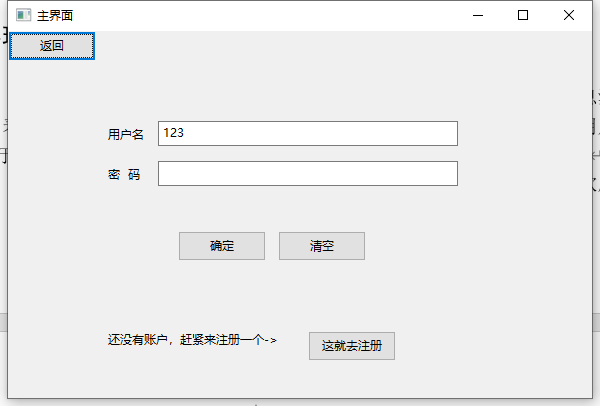 主界面
返回
用户名 123
密 码
确定 清空
还没有账户，赶紧来注册一个-> 这就去注册